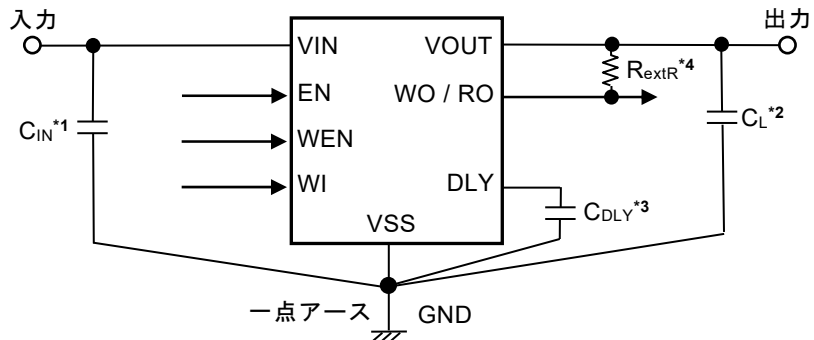 入力
出力
VIN
VOUT
EN
WO / RO
RextR*4
CIN*1
WEN
CL*2
WI
DLY
CDLY*3
VSS
一点アース
GND